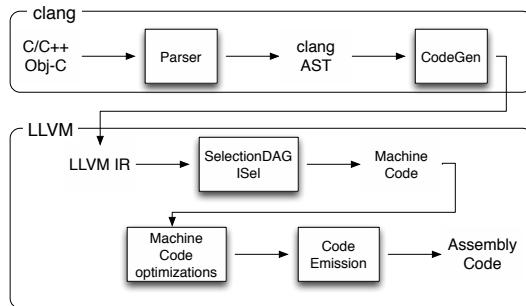 clang
C/C++
Obj-C
Parser
clang
AST
CodeGen
LLVM
LLVM IR
SelectionDAG
ISel
Machine
Code
Machine
Code
optimizations
Code
Emission
Assembly
Code